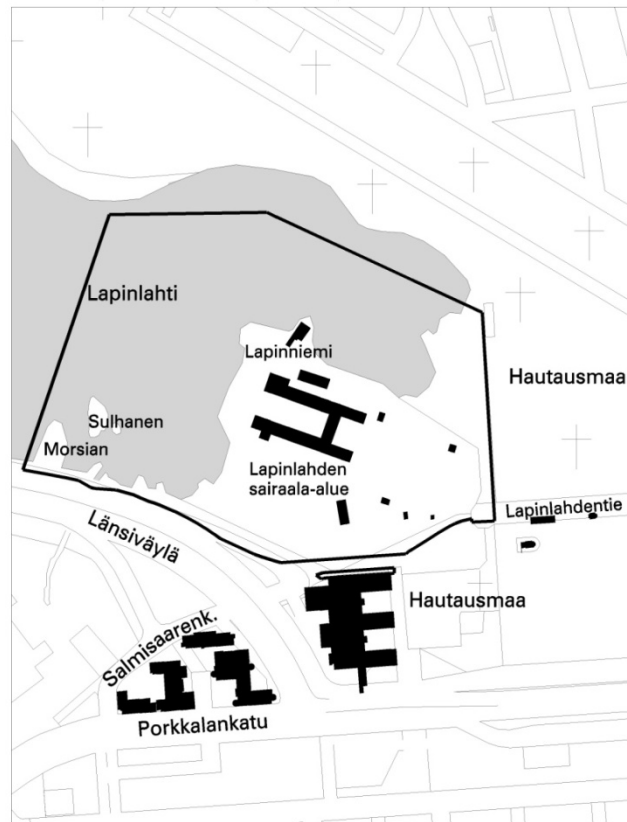 Lapinlahti
Lapinniemi
Hautausmaa
Sulhanen
Morsian
Lapinlahden
sairaala-alue
Lapinlahdentie
Länsiväylä
Hautausmaa
Salmisaarenk.
Porkkalankatu